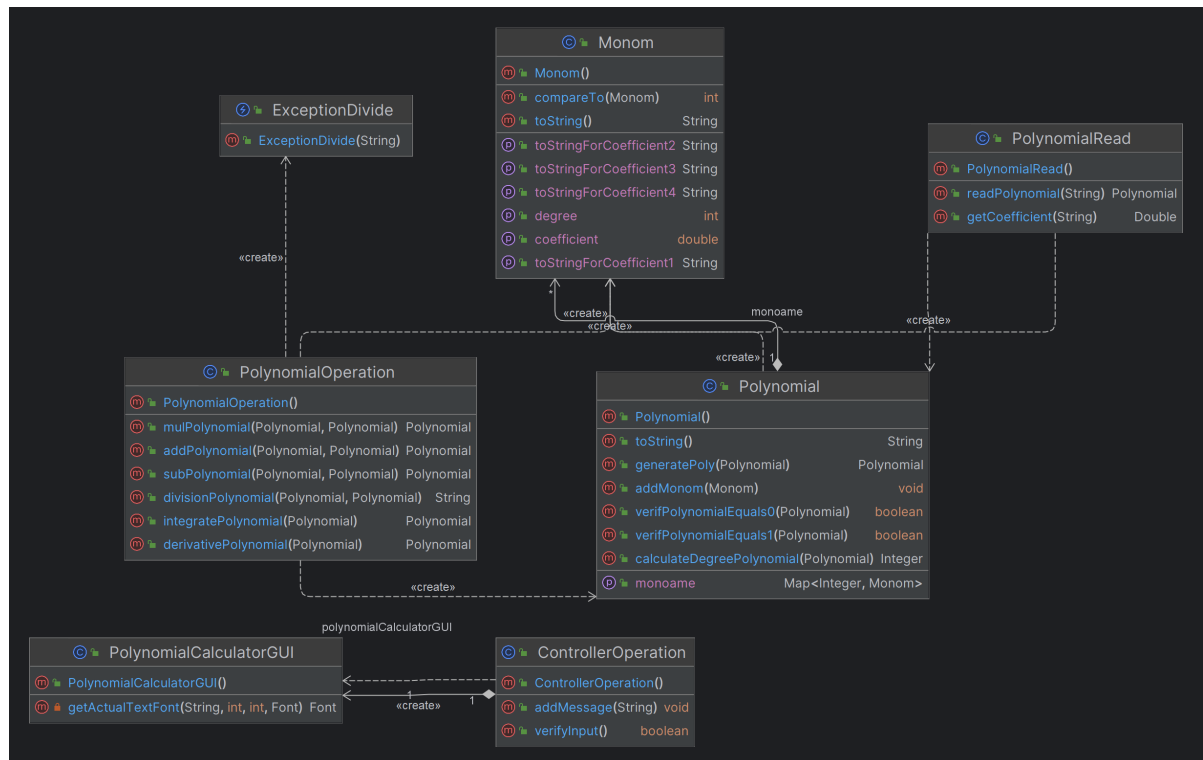 Monom
Monom()
compareTo(Monom) int
toString() String
toStringForCoefficient2 String
toStringForCoefficient3 String
toStringForCoefficient4 String
degree int
coefficient double
toStringForCoefficient1 String
ExceptionDivide
ExceptionDivide(String)
PolynomialRead
PolynomialRead()
readPolynomial(String) Polynomial
getCoefficient(String) Double
«create»
*
«create»
«create»
monoame
«create»
«create»
1
PolynomialOperation
PolynomialOperation()
mulPolynomial(Polynomial, Polynomial) Polynomial
addPolynomial(Polynomial, Polynomial) Polynomial
subPolynomial(Polynomial, Polynomial) Polynomial
divisionPolynomial(Polynomial, Polynomial) String
integratePolynomial(Polynomial) Polynomial
derivativePolynomial(Polynomial) Polynomial
Polynomial
Polynomial()
toString() String
generatePoly(Polynomial) Polynomial
addMonom(Monom) void
verifPolynomialEquals0(Polynomial) boolean
verifPolynomialEquals1(Polynomial) boolean
calculateDegreePolynomial(Polynomial) Integer
monoame Map<Integer, Monom>
«create»
polynomialCalculatorGUI
PolynomialCalculatorGUI
PolynomialCalculatorGUI()
getActualTextFont(String, int, int, Font) Font
1
«create»
1
ControllerOperation
ControllerOperation()
addMessage(String) void
verifyInput() boolean